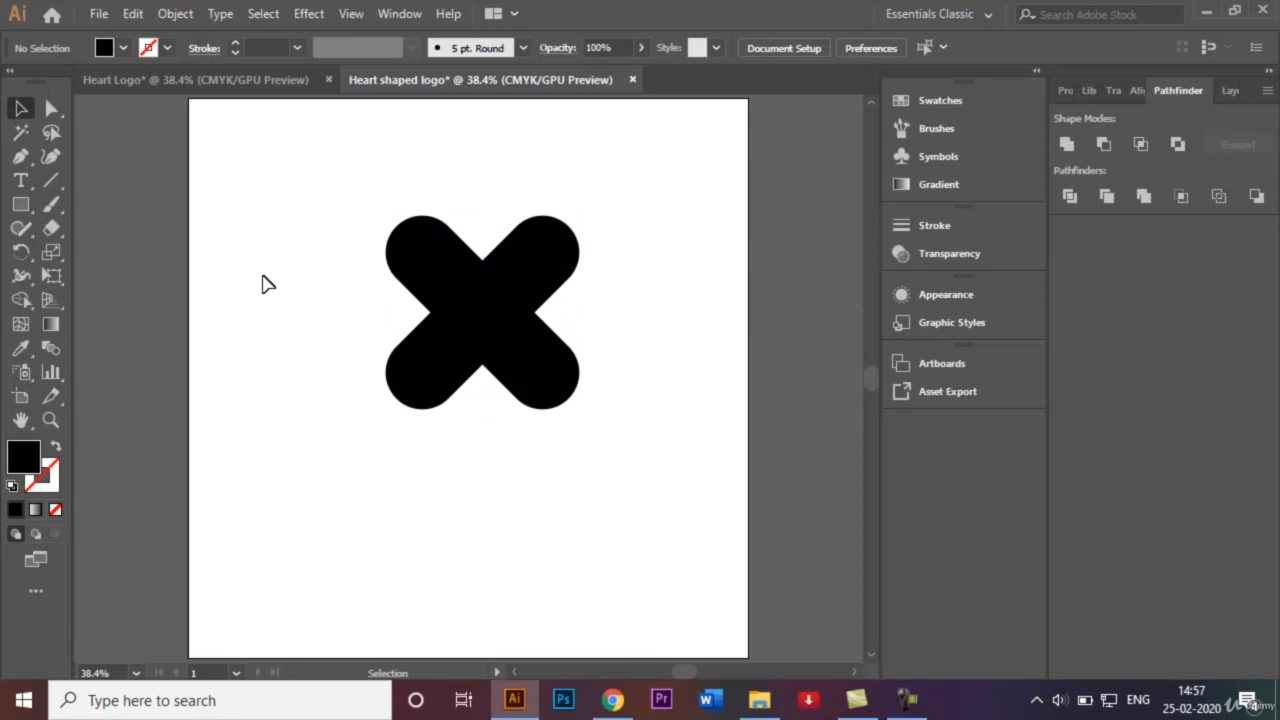 Ai File Edit Object Type Select Effect View Window Help Essentials Classic Search Adobe Stock
No Selection Stroke: 5 pt. Round Opacity: 100% Style: Document Setup Preferences
Heart Logo* @ 38.4% (CMYK/GPU Preview) × Heart shaped logo* @ 38.4% (CMYK/GPU Preview) ×
Pro Lib Tra Ali Pathfinder Lay
Swatches
Brushes
Symbols
Gradient
Stroke
Transparency
Appearance
Graphic Styles
Artboards
Asset Export
Shape Modes:
Expand
Pathfinders:
38.4% 1 Selection
Type here to search Ai Ps Pr W ENG 14:57
25-02-2020